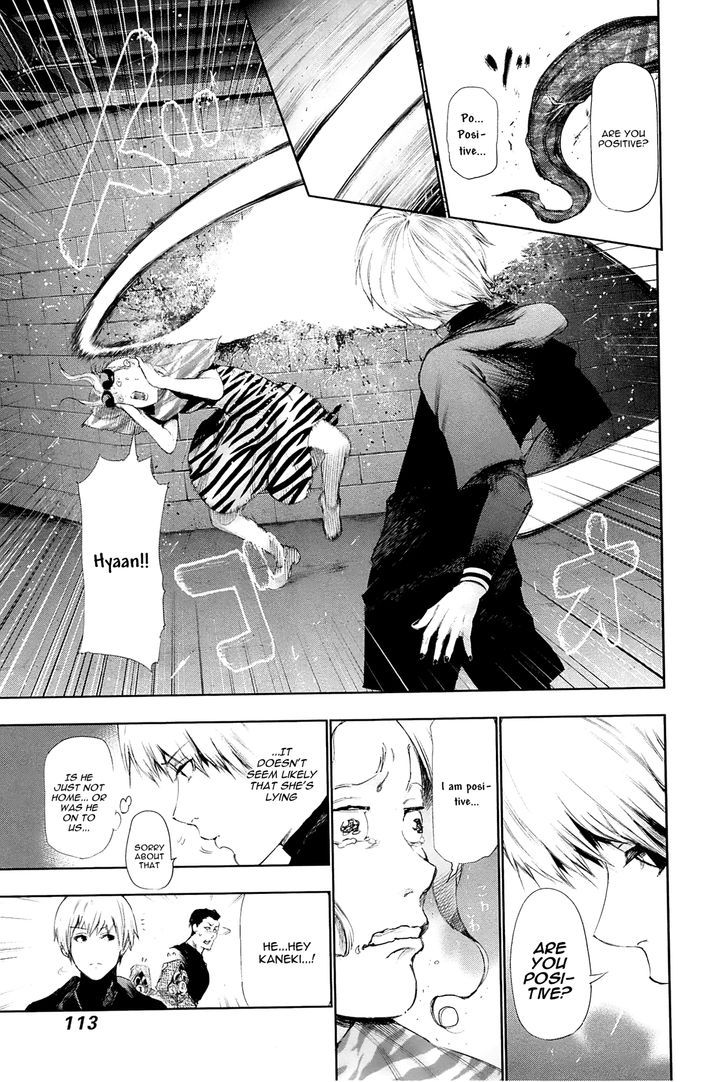 ARE YOU
POSITIVE?
Po...
Posi-
tive...
Hyaan!!
ゴ
オ
ARE
YOU
POSI-
TIVE?
I am posi-
tive...
...IT
DOESN'T
SEEM LIKELY
THAT SHE'S
LYING
IS HE
JUST NOT
HOME... OR
WAS HE
ON TO
US...
SORRY
ABOUT
THAT
HE...HEY
KANEKI...!
113